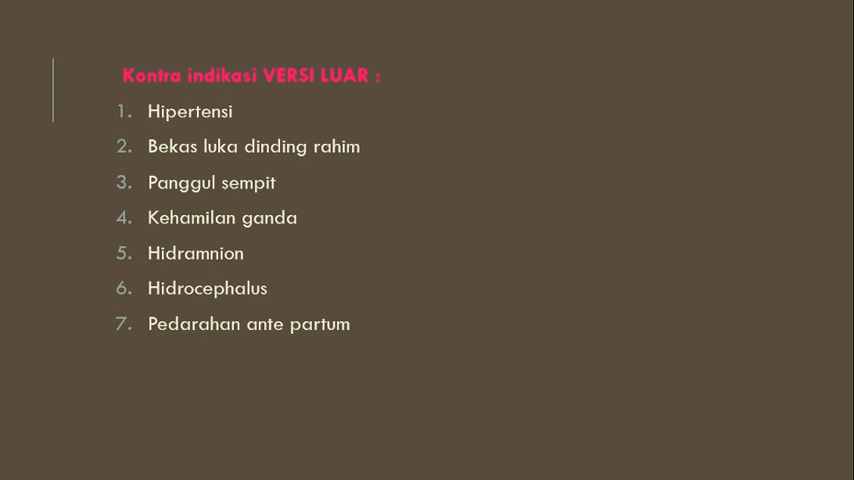 Kontra indikasi VERSI LUAR :
1. Hipertensi
2. Bekas luka dinding rahim
3. Panggul sempit
4. Kehamilan ganda
5. Hidramnion
6. Hidrocephalus
7. Pedarahan ante partum